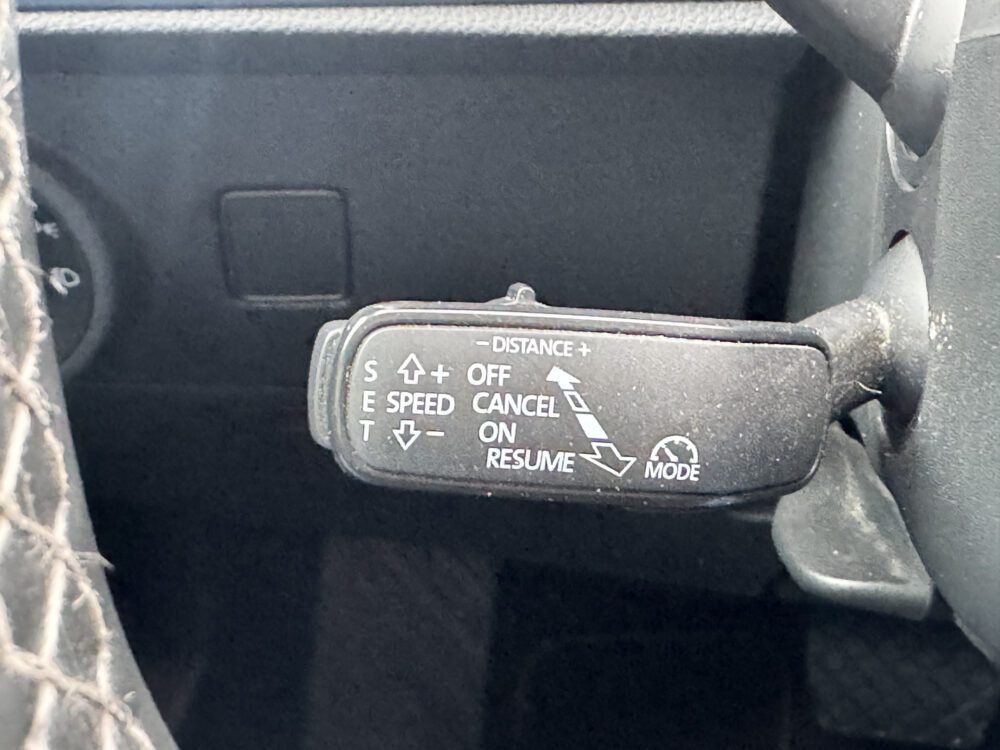 - DISTANCE +
S + OFF
E SPEED CANCEL
T - ON
RESUME MODE